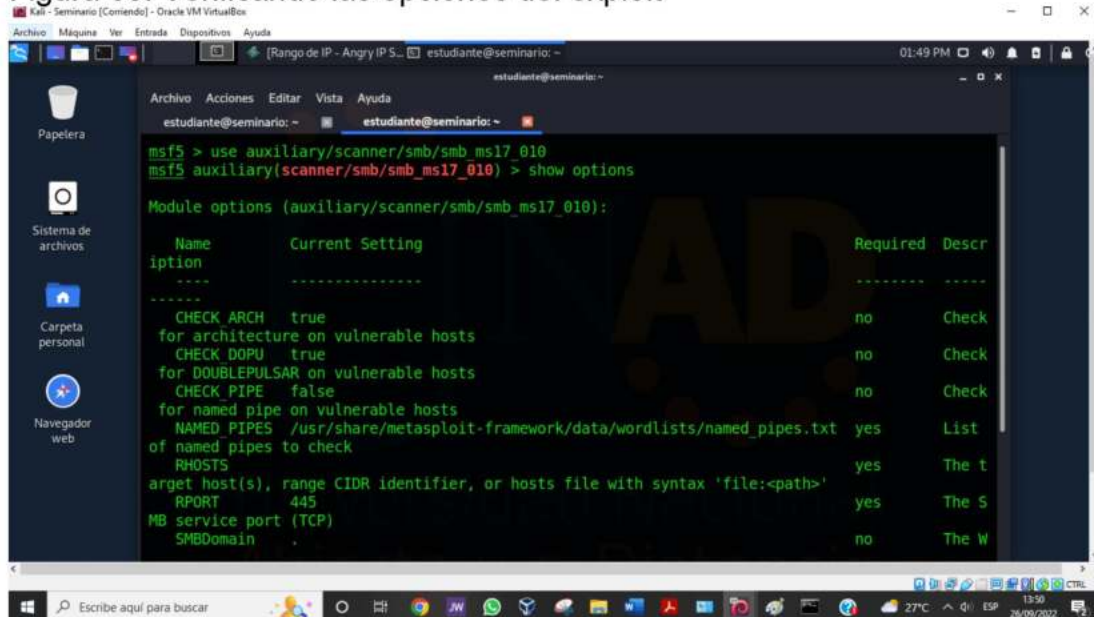 Kali - Seminario [Corriendo] - Oracle VM VirtualBox
Archivo Máquina Ver Entrada Dispositivos Ayuda
[Rango de IP - Angry IP S... estudiante@seminario: ~ 01:49 PM
estudiante@seminario:~
Archivo Acciones Editar Vista Ayuda
estudiante@seminario: ~ estudiante@seminario: ~
Papelera
Sistema de
archivos
Carpeta
personal
Navegador
web
msf5 > use auxiliary/scanner/smb/smb_ms17_010
msf5 auxiliary(scanner/smb/smb_ms17_010) > show options
Module options (auxiliary/scanner/smb/smb_ms17_010):
Name Current Setting Required Descr
iption
---- --------------- -------- -----
------
CHECK_ARCH true no Check
for architecture on vulnerable hosts
CHECK_DOPU true no Check
for DOUBLEPULSAR on vulnerable hosts
CHECK_PIPE false no Check
for named pipe on vulnerable hosts
NAMED_PIPES /usr/share/metasploit-framework/data/wordlists/named_pipes.txt yes List
of named pipes to check
RHOSTS yes The t
arget host(s), range CIDR identifier, or hosts file with syntax 'file:<path>'
RPORT 445 yes The S
MB service port (TCP)
SMBDomain . no The W
CTRL
Escribe aquí para buscar
27°C ESP 13:50
26/09/2022